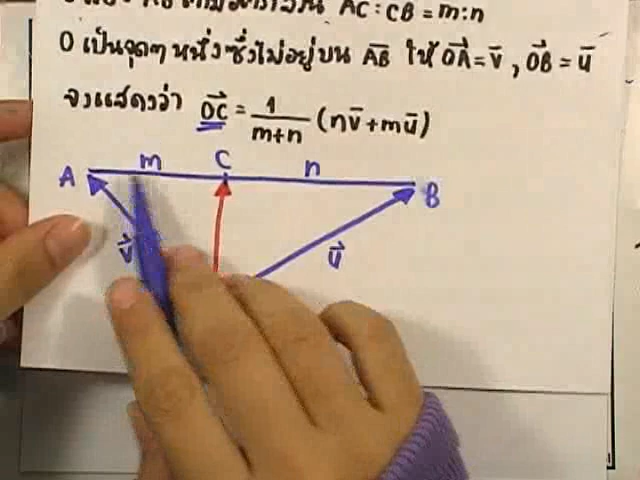 AC : CB = m:n
O เป็นจุดๆ หนึ่งซึ่งไม่อยู่บน AB ให้ OA = v , OB = u
จงแสดงว่า OC = 1/(m+n) (nv+mu)
m C n
A B
v u